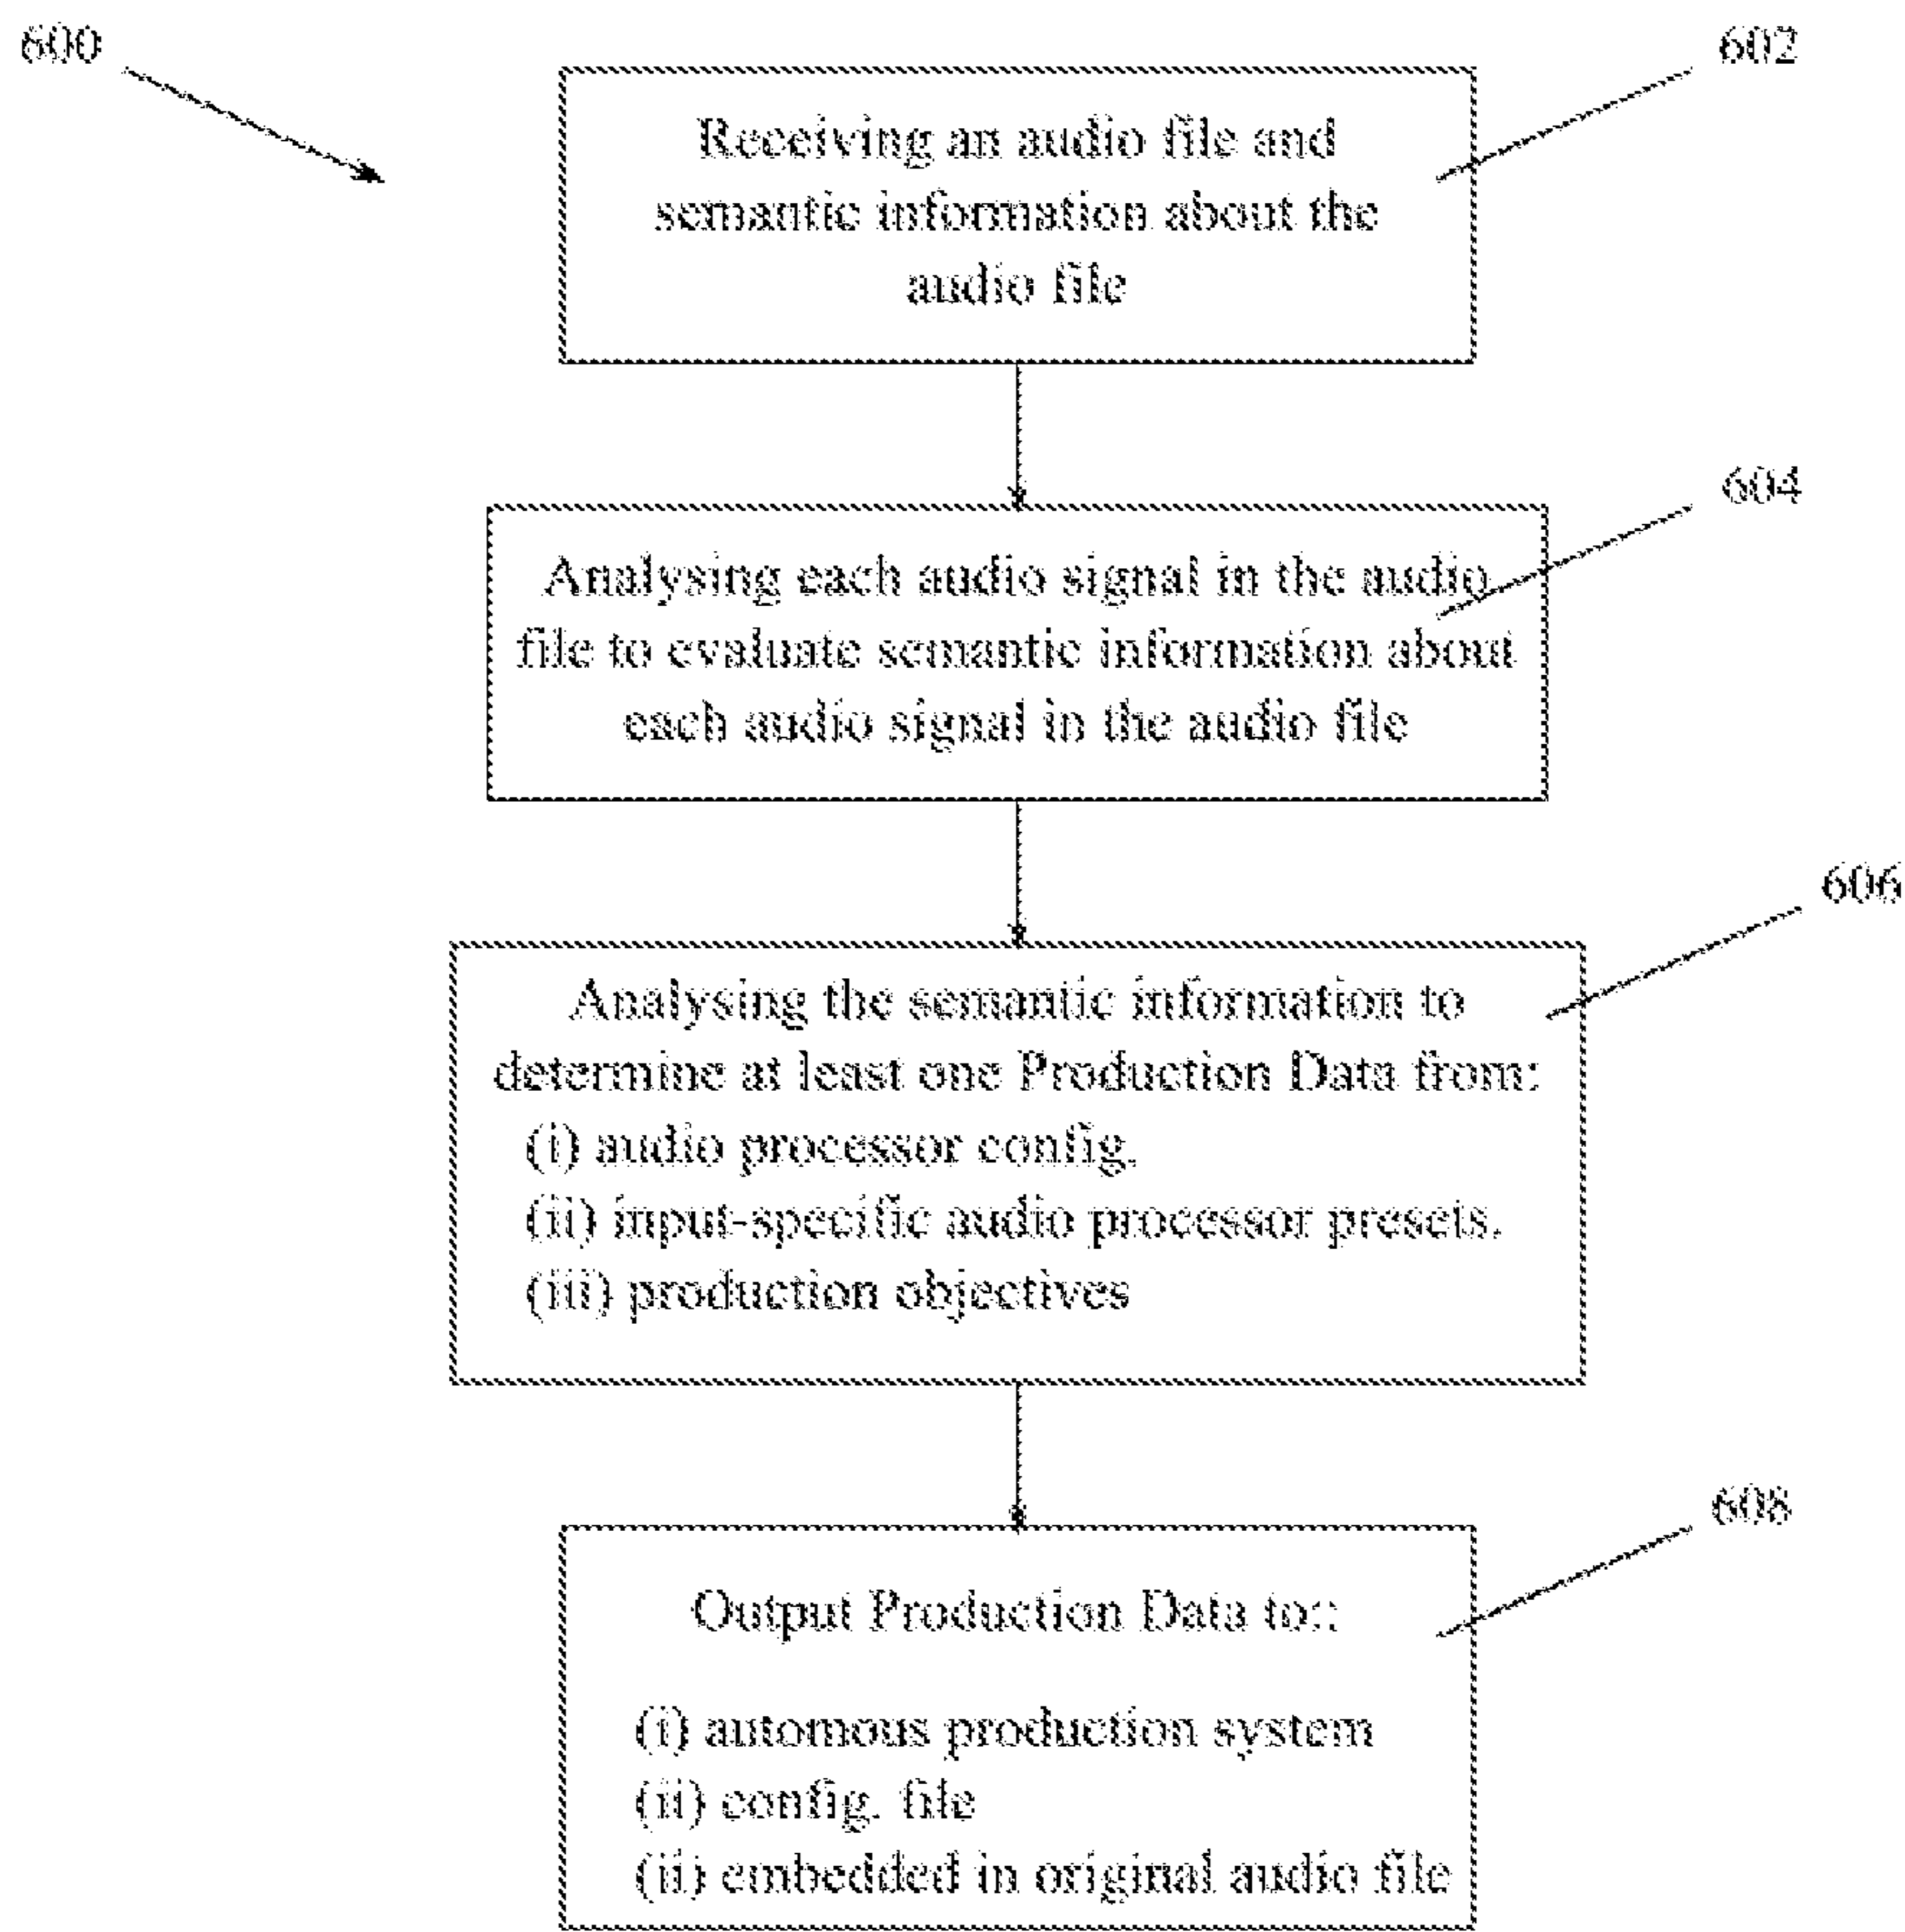 600
602
Receiving an audio file and
semantic information about the
audio file
604
Analysing each audio signal in the audio
file to evaluate semantic information about
each audio signal in the audio file
606
Analysing the semantic information to
determine at least one Production Data from:
(i) audio processor config.
(ii) input-specific audio processor presets.
(iii) production objectives
608
Output Production Data to::
(i) automous production system
(ii) config. file
(ii) embedded in original audio file